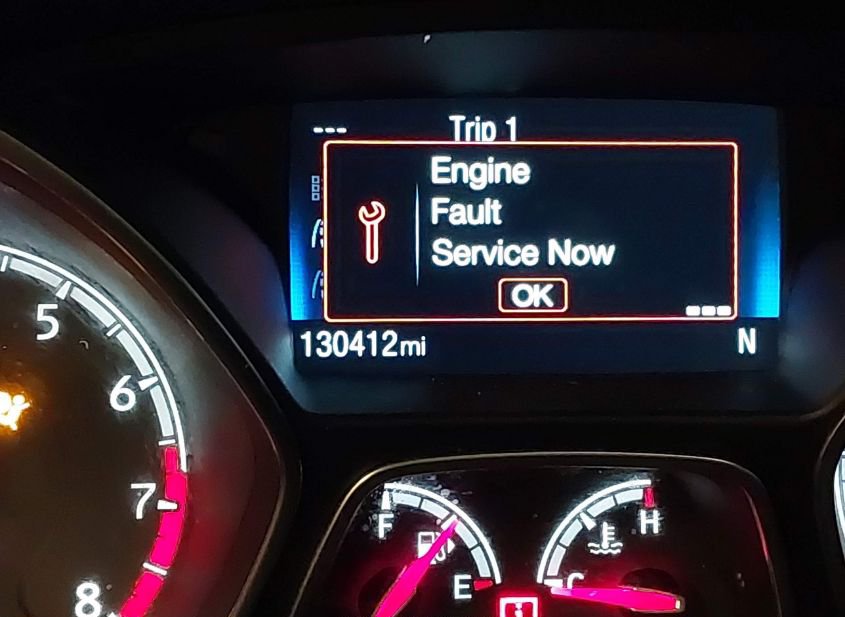 ---
Trip 1
Engine
Fault
Service Now
OK
130412mi
N
5
6
7
8
F
E
C
H